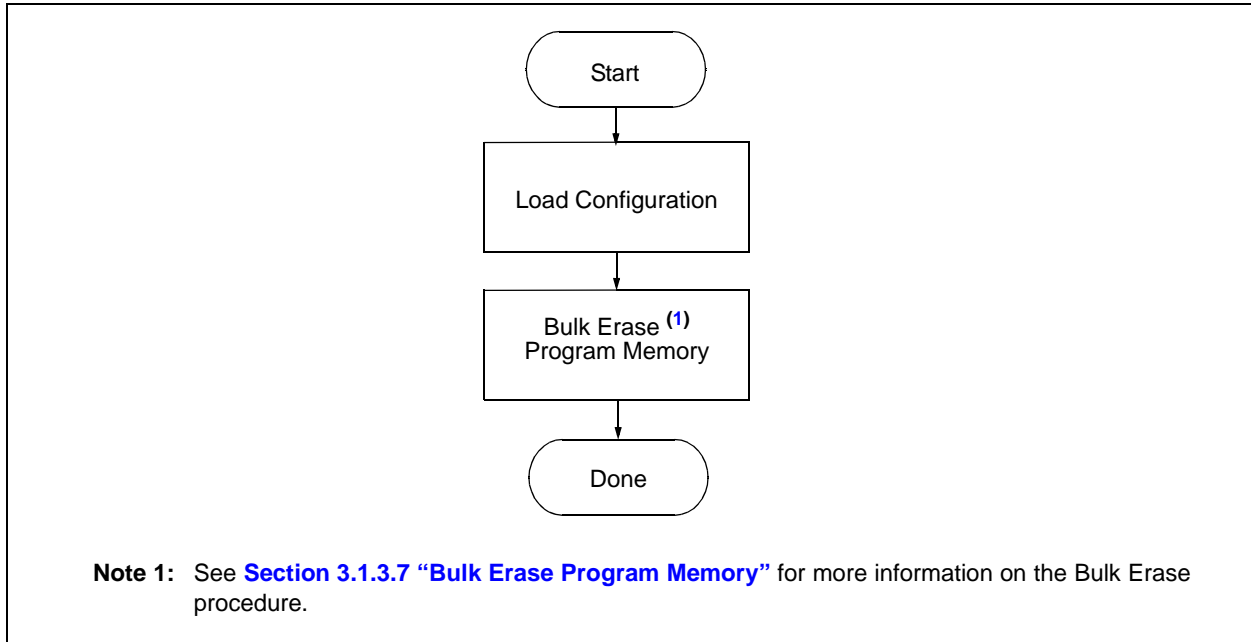 Start
Load Configuration
Bulk Erase (1)
Program Memory
Done
Note 1: See Section 3.1.3.7 “Bulk Erase Program Memory” for more information on the Bulk Erase
procedure.